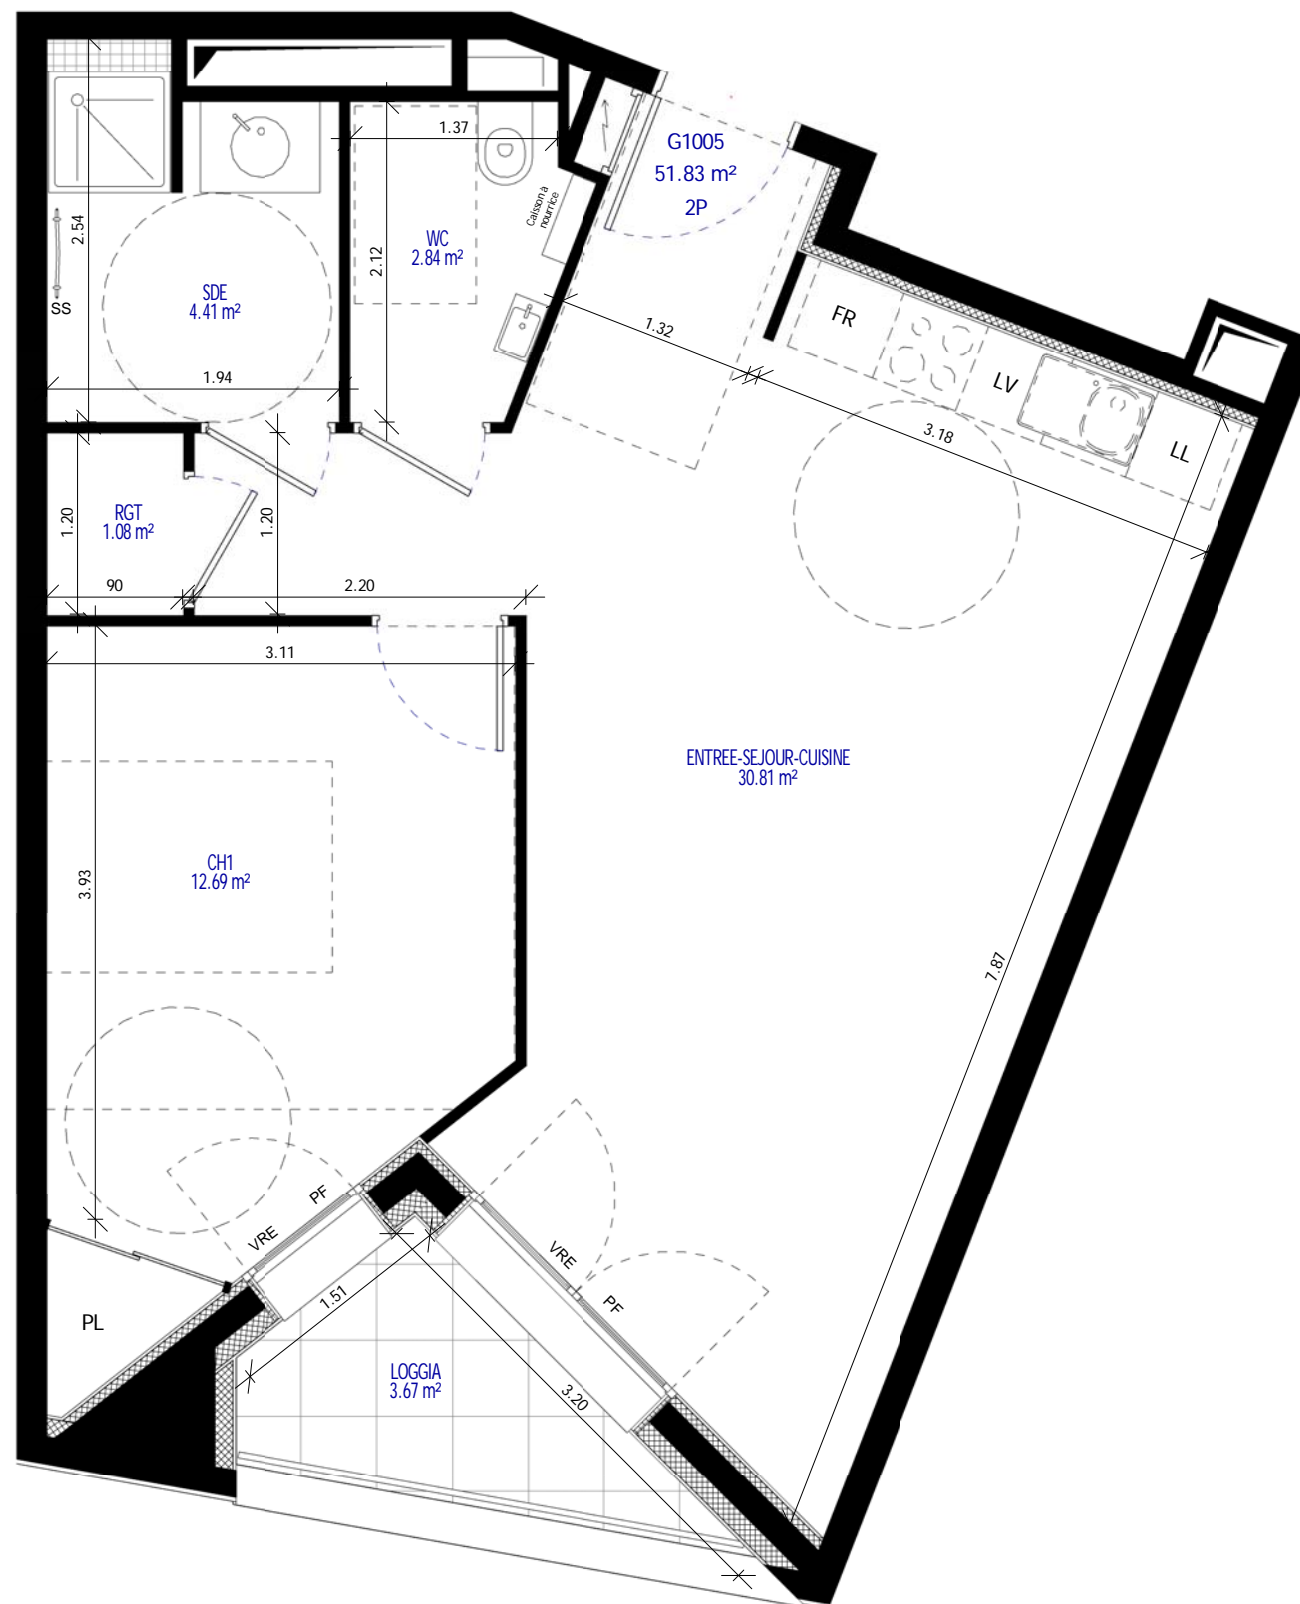 G1005
51.83 m²
2P
1.37
Caisson à
nourrice
2.54
2.12
WC
2.84 m²
SDE
4.41 m²
SS
1.32
FR
LV
LL
1.94
3.18
1.20
RGT
1.08 m²
1.20
90
2.20
3.11
ENTREE-SEJOUR-CUISINE
30.81 m²
CH1
12.69 m²
3.93
7.87
PF
VRE
VRE
PF
1.51
PL
LOGGIA
3.67 m²
3.20